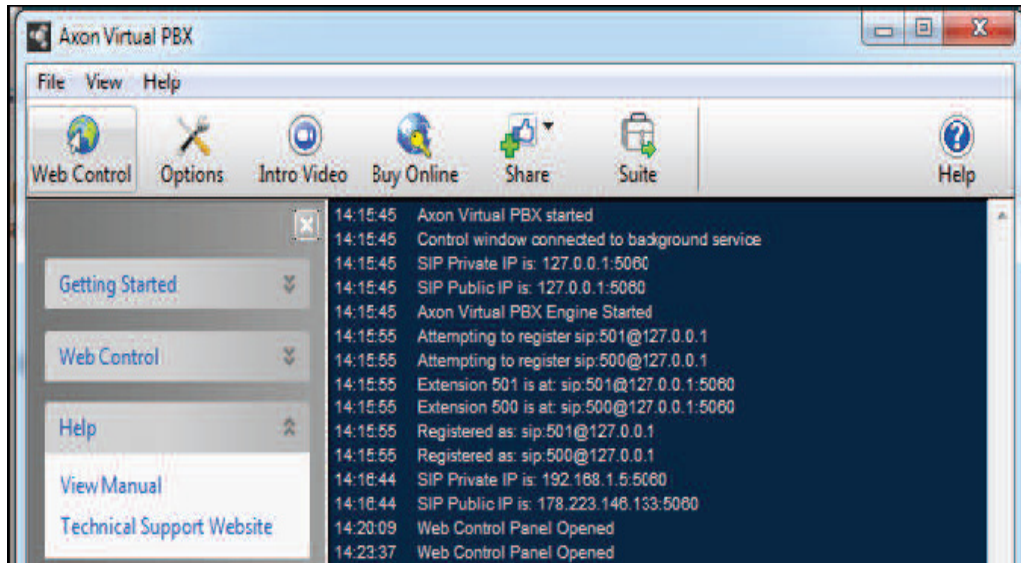 Axon Virtual PBX
File View Help
Web Control Options Intro Video Buy Online Share Suite Help
Getting Started
Web Control
Help
View Manual
Technical Support Website
14:15:45 Axon Virtual PBX started
14:15:45 Control window connected to background service
14:15:45 SIP Private IP is: 127.0.0.1:5060
14:15:45 SIP Public IP is: 127.0.0.1:5060
14:15:45 Axon Virtual PBX Engine Started
14:15:55 Attempting to register sip:501@127.0.0.1
14:15:55 Attempting to register sip:500@127.0.0.1
14:15:55 Extension 501 is at: sip:501@127.0.0.1:5060
14:15:55 Extension 500 is at: sip:500@127.0.0.1:5060
14:15:55 Registered as: sip:501@127.0.0.1
14:15:55 Registered as: sip:500@127.0.0.1
14:16:44 SIP Private IP is: 192.168.1.5:5060
14:16:44 SIP Public IP is: 178.223.146.133:5060
14:20:09 Web Control Panel Opened
14:23:37 Web Control Panel Opened